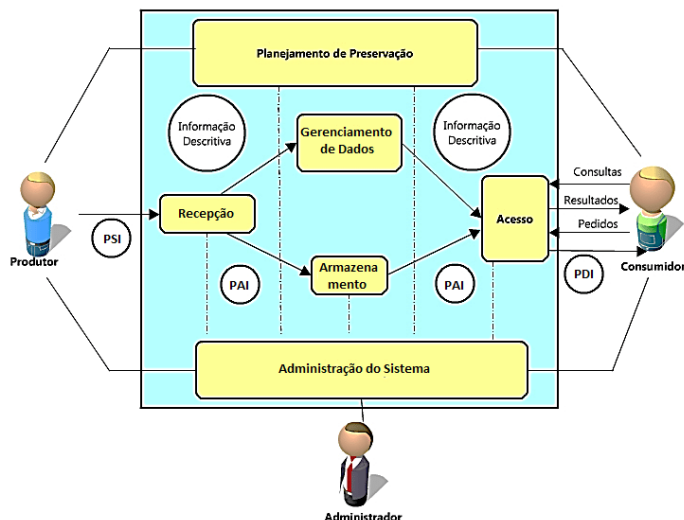 Planejamento de Preservação
Informação
Descritiva
Gerenciamento
de Dados
Informação
Descritiva
Consultas
Resultados
Pedidos
Recepção
Acesso
Produtor
PSI
PAI
Armazena
mento
PAI
PDI
Consumidor
Administração do Sistema
Administrador